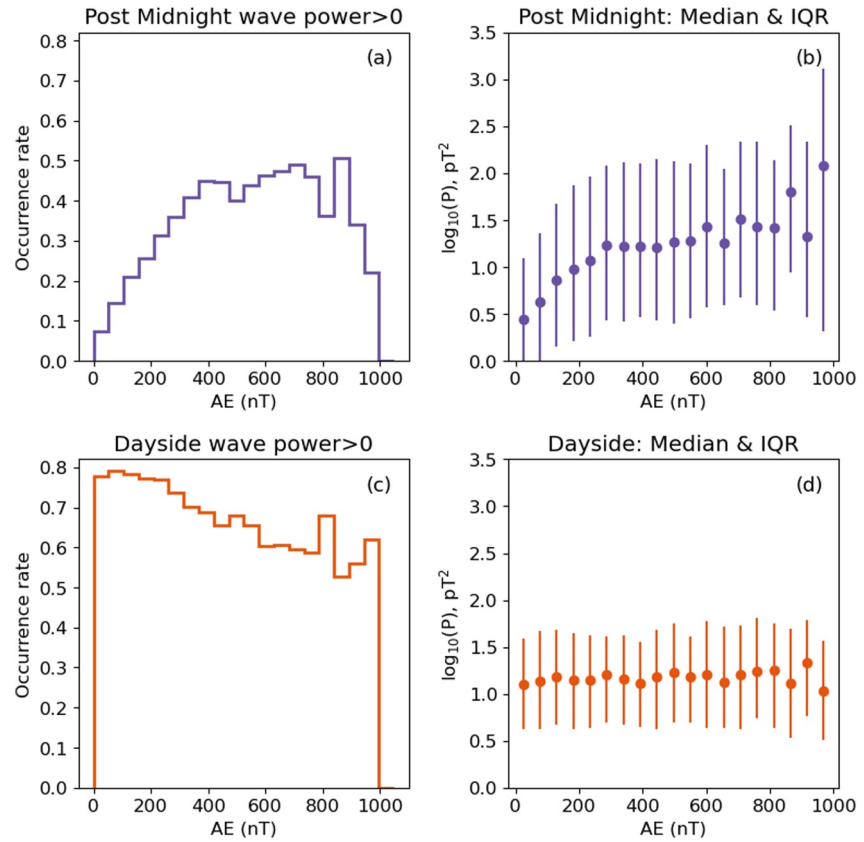 Post Midnight wave power>0
(a)
Occurrence rate
0.8
0.7
0.6
0.5
0.4
0.3
0.2
0.1
0.0
0 200 400 600 800 1000
AE (nT)
Post Midnight: Median & IQR
(b)
log₁₀(P), pT²
3.5
3.0
2.5
2.0
1.5
1.0
0.5
0.0
0 200 400 600 800 1000
AE (nT)
Dayside wave power>0
(c)
Occurrence rate
0.8
0.7
0.6
0.5
0.4
0.3
0.2
0.1
0.0
0 200 400 600 800 1000
AE (nT)
Dayside: Median & IQR
(d)
log₁₀(P), pT²
3.5
3.0
2.5
2.0
1.5
1.0
0.5
0.0
0 200 400 600 800 1000
AE (nT)